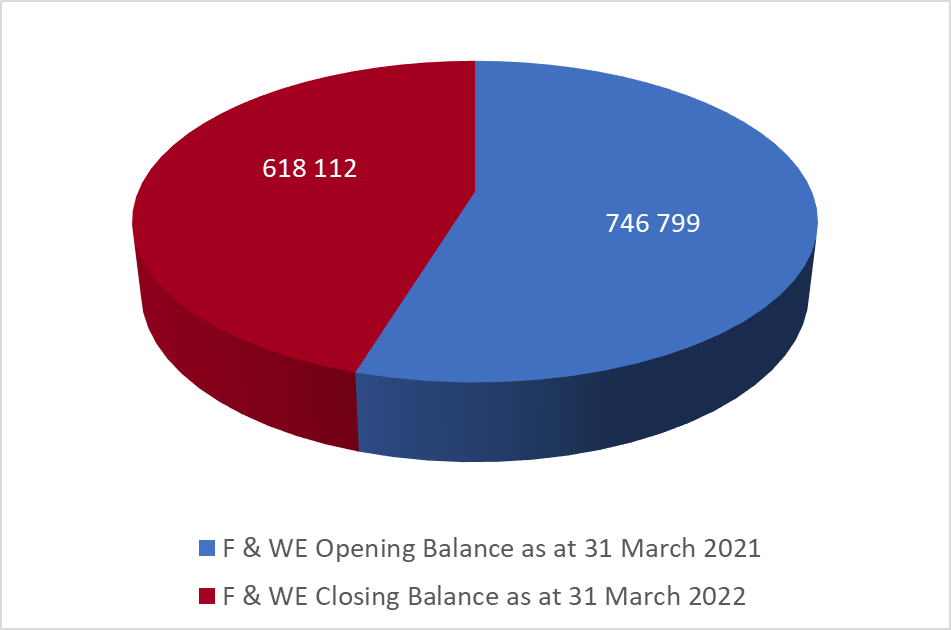 618 112
746 799
F & WE Opening Balance as at 31 March 2021
F & WE Closing Balance as at 31 March 2022